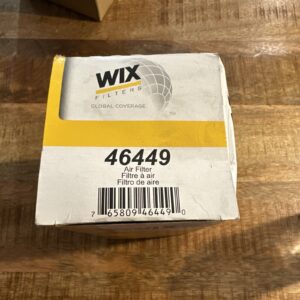 WIX
FILTERS
GLOBAL COVERAGE
46449
Air Filter
Filtre à air
Filtro de aire
7 65809 46449 0